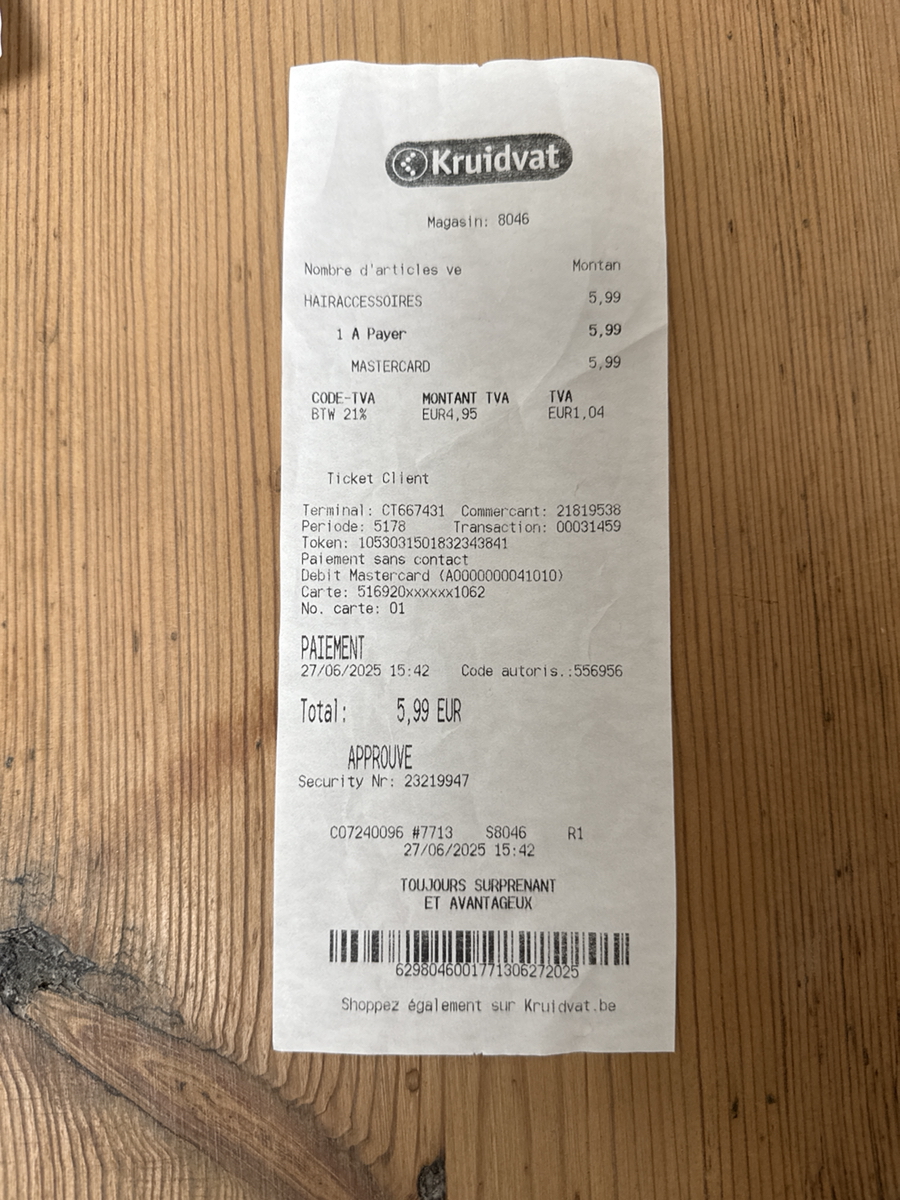 Kruidvat
Magasin: 8046
Nombre d'articles ve Montan
HAIRACCESSOIRES 5,99
1 A Payer 5,99
MASTERCARD 5,99
CODE-TVA MONTANT TVA TVA
BTW 21% EUR4,95 EUR1,04
Ticket Client
Terminal: CT667431 Commercant: 21819538
Periode: 5178 Transaction: 00031459
Token: 1053031501832343841
Paiement sans contact
Debit Mastercard (A0000000041010)
Carte: 516920xxxxxx1062
No. carte: 01
PAIEMENT
27/06/2025 15:42 Code autoris.:556956
Total: 5,99 EUR
APPROUVE
Security Nr: 23219947
C07240096 #7713 S8046 R1
27/06/2025 15:42
TOUJOURS SURPRENANT
ET AVANTAGEUX
6298046001771306272025
Shoppez également sur Kruidvat.be